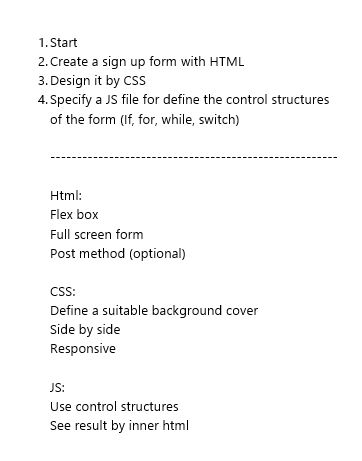 1. Start
2. Create a sign up form with HTML
3. Design it by CSS
4. Specify a JS file for define the control structures
of the form (If, for, while, switch)
-------------------------------------------------------
Html:
Flex box
Full screen form
Post method (optional)
CSS:
Define a suitable background cover
Side by side
Responsive
JS:
Use control structures
See result by inner html